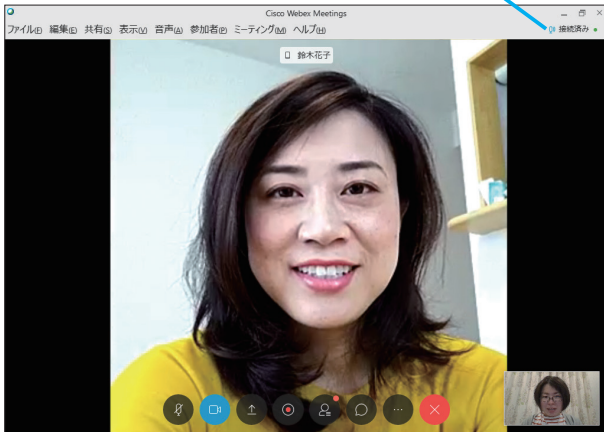 Cisco Webex Meetings
ファイル(F) 編集(E) 共有(S) 表示(V) 音声(A) 参加者(P) ミーティング(M) ヘルプ(H)
接続済み
鈴木花子